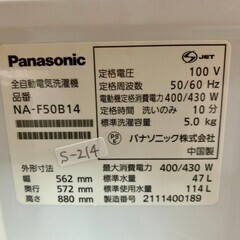 Panasonic
JET
全自動電気洗濯機
品番
NA-F50B14
定格電圧 100 V
定格周波数 50/60 Hz
電動機定格消費電力 400/430 W
定格時間 洗いのみ 10分
標準洗濯容量 5.0 kg
PSE
パナソニック株式会社
中国製
S-214
外形寸法
幅 562 mm
奥行 572 mm
高さ 880 mm
最大消費電力 400/430 W
標準水量 47 L
標準使用水量 114 L
製造番号 2111400189